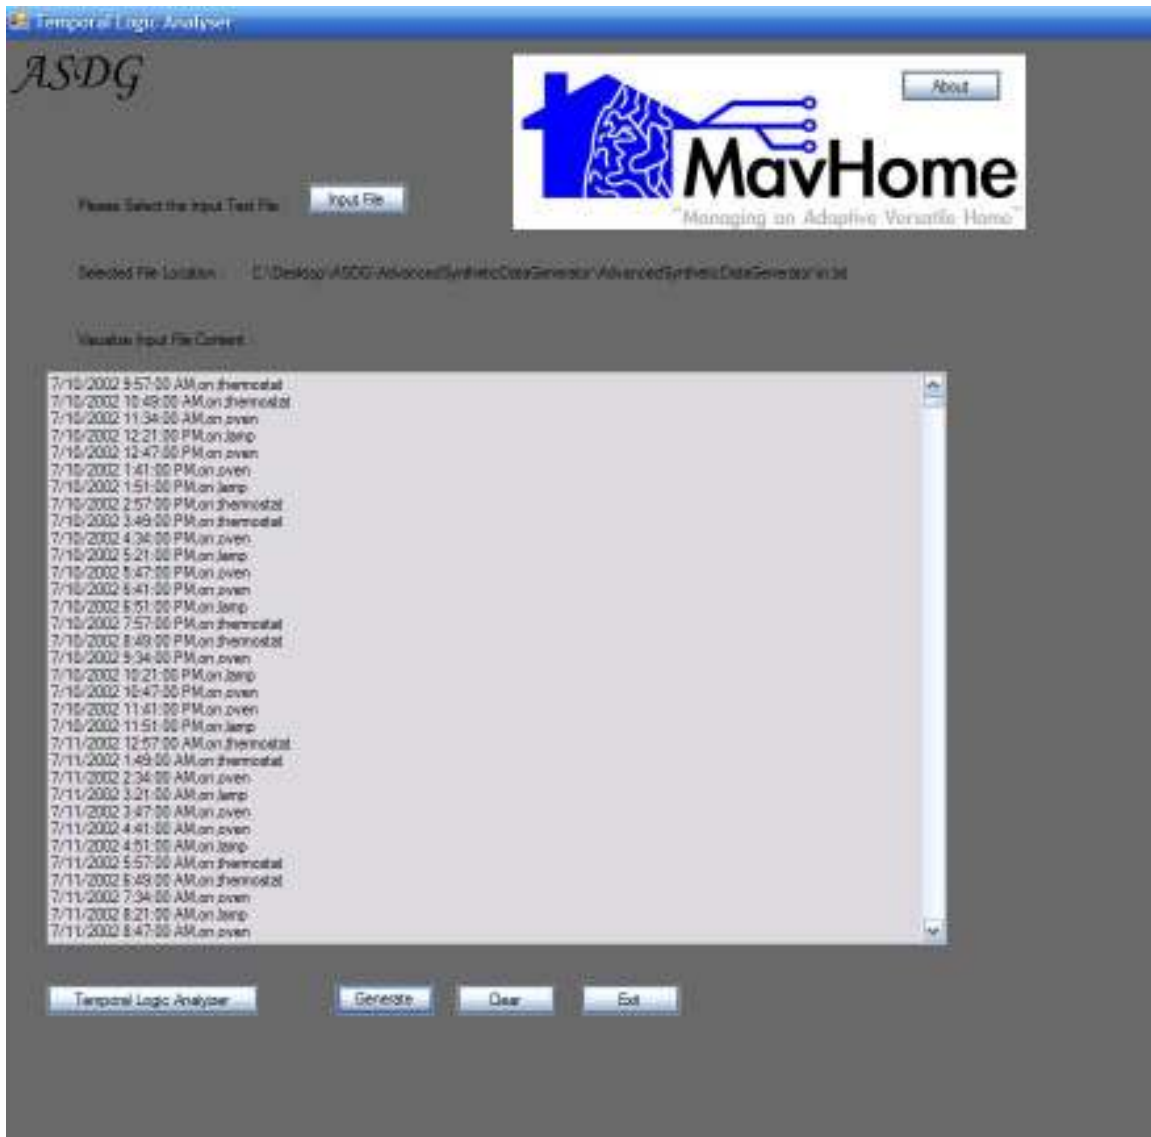 Temporal Logic Analyser
ASDG
About
MavHome
"Managing an Adaptive Versatile Home"
Please Select the Input Text File :
Input File
Selected File Location :
C:\Desktop\ASDG\AdvancedSyntheticDataGenerator\AdvancedSyntheticDataGenerator\in.txt
Visualise Input File Content :
7/10/2002 9:57:00 AM,on,thermostat
7/10/2002 10:49:00 AM,on,thermostat
7/10/2002 11:34:00 AM,on,oven
7/10/2002 12:21:00 PM,on,lamp
7/10/2002 12:47:00 PM,on,oven
7/10/2002 1:41:00 PM,on,oven
7/10/2002 1:51:00 PM,on,lamp
7/10/2002 2:57:00 PM,on,thermostat
7/10/2002 3:49:00 PM,on,thermostat
7/10/2002 4:34:00 PM,on,oven
7/10/2002 5:21:00 PM,on,lamp
7/10/2002 5:47:00 PM,on,oven
7/10/2002 6:41:00 PM,on,oven
7/10/2002 6:51:00 PM,on,lamp
7/10/2002 7:57:00 PM,on,thermostat
7/10/2002 8:49:00 PM,on,thermostat
7/10/2002 9:34:00 PM,on,oven
7/10/2002 10:21:00 PM,on,lamp
7/10/2002 10:47:00 PM,on,oven
7/10/2002 11:41:00 PM,on,oven
7/10/2002 11:51:00 PM,on,lamp
7/11/2002 12:57:00 AM,on,thermostat
7/11/2002 1:49:00 AM,on,thermostat
7/11/2002 2:34:00 AM,on,oven
7/11/2002 3:21:00 AM,on,lamp
7/11/2002 3:47:00 AM,on,oven
7/11/2002 4:41:00 AM,on,oven
7/11/2002 4:51:00 AM,on,lamp
7/11/2002 5:57:00 AM,on,thermostat
7/11/2002 6:49:00 AM,on,thermostat
7/11/2002 7:34:00 AM,on,oven
7/11/2002 8:21:00 AM,on,lamp
7/11/2002 8:47:00 AM,on,oven
Temporal Logic Analyser
Generate
Clear
Exit